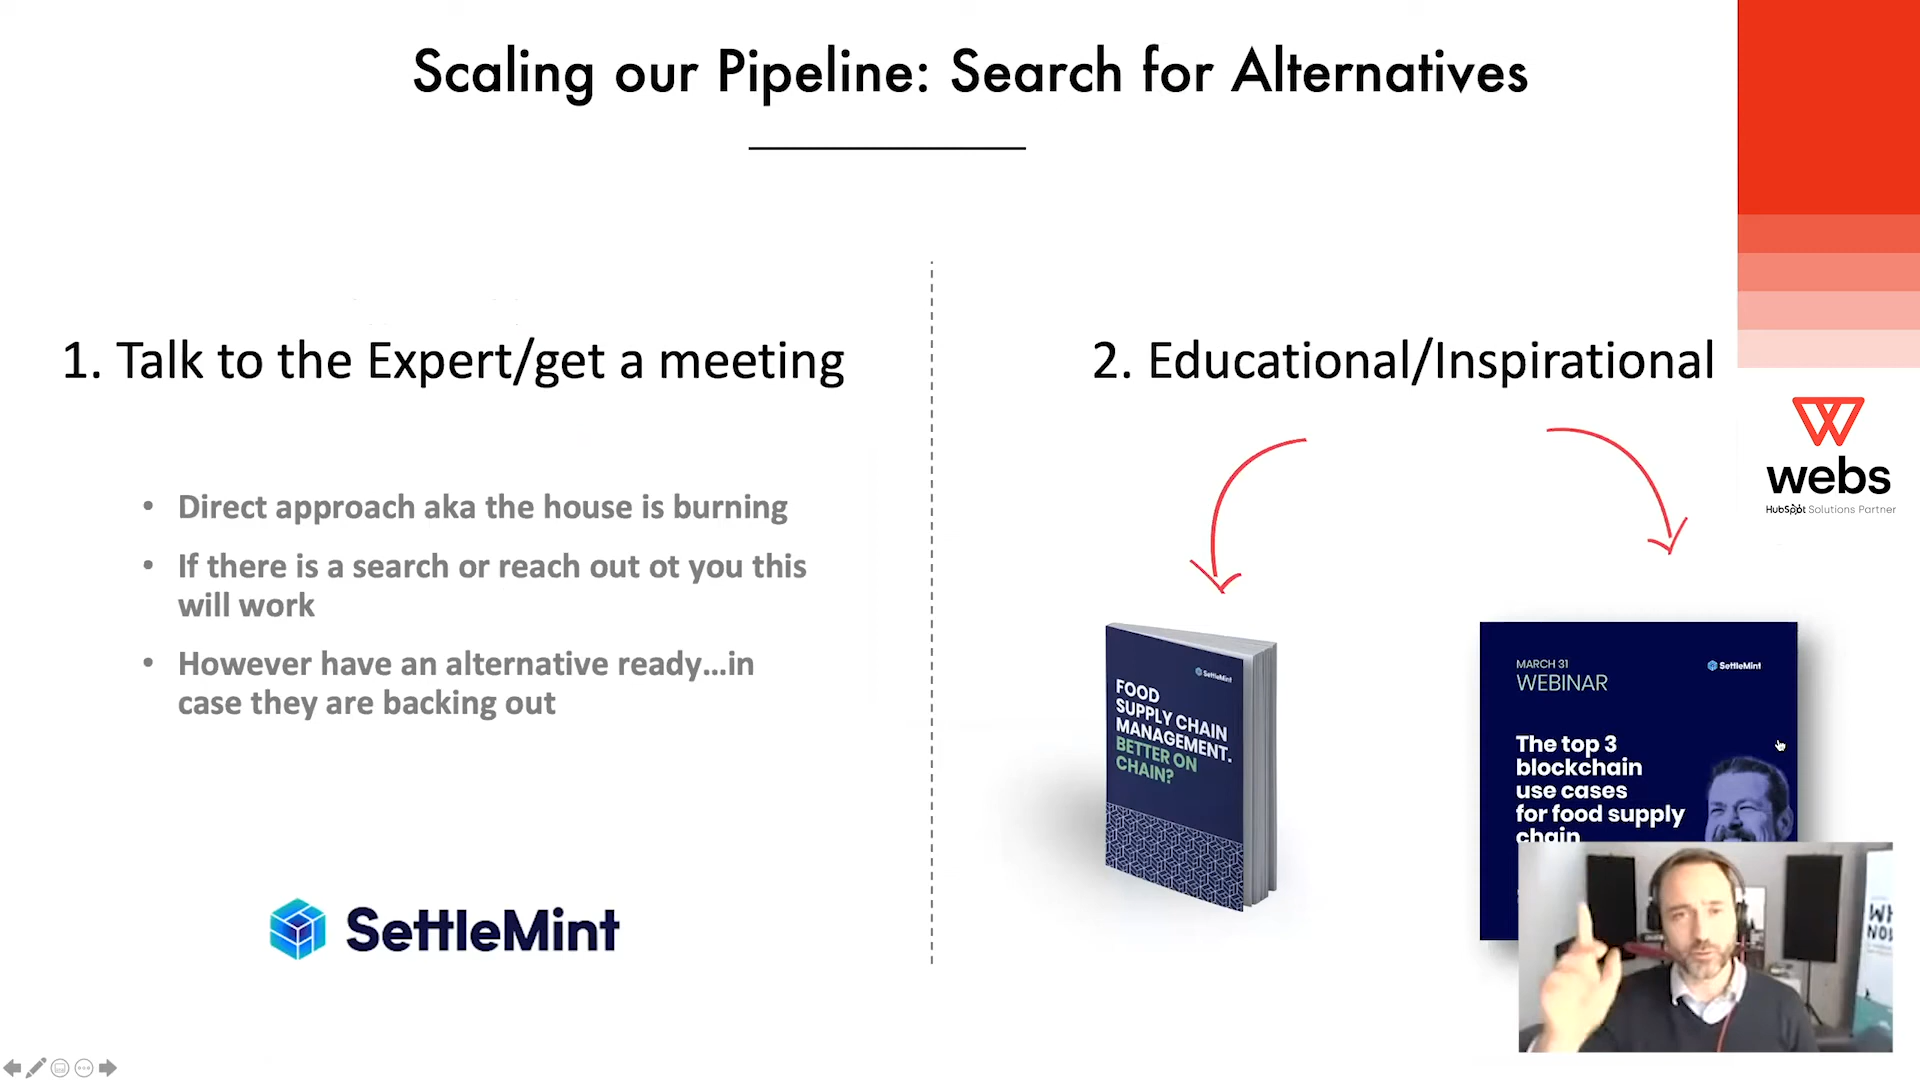 Scaling our Pipeline: Search for Alternatives
1. Talk to the Expert/get a meeting
• Direct approach aka the house is burning
• If there is a search or reach out ot you this
will work
• However have an alternative ready...in
case they are backing out
SettleMint
2. Educational/Inspirational
webs
HubSpot Solutions Partner
SettleMint
FOOD
SUPPLY CHAIN
MANAGEMENT.
BETTER ON
CHAIN?
MARCH 31
WEBINAR
SettleMint
The top 3
blockchain
use cases
for food supply
chain